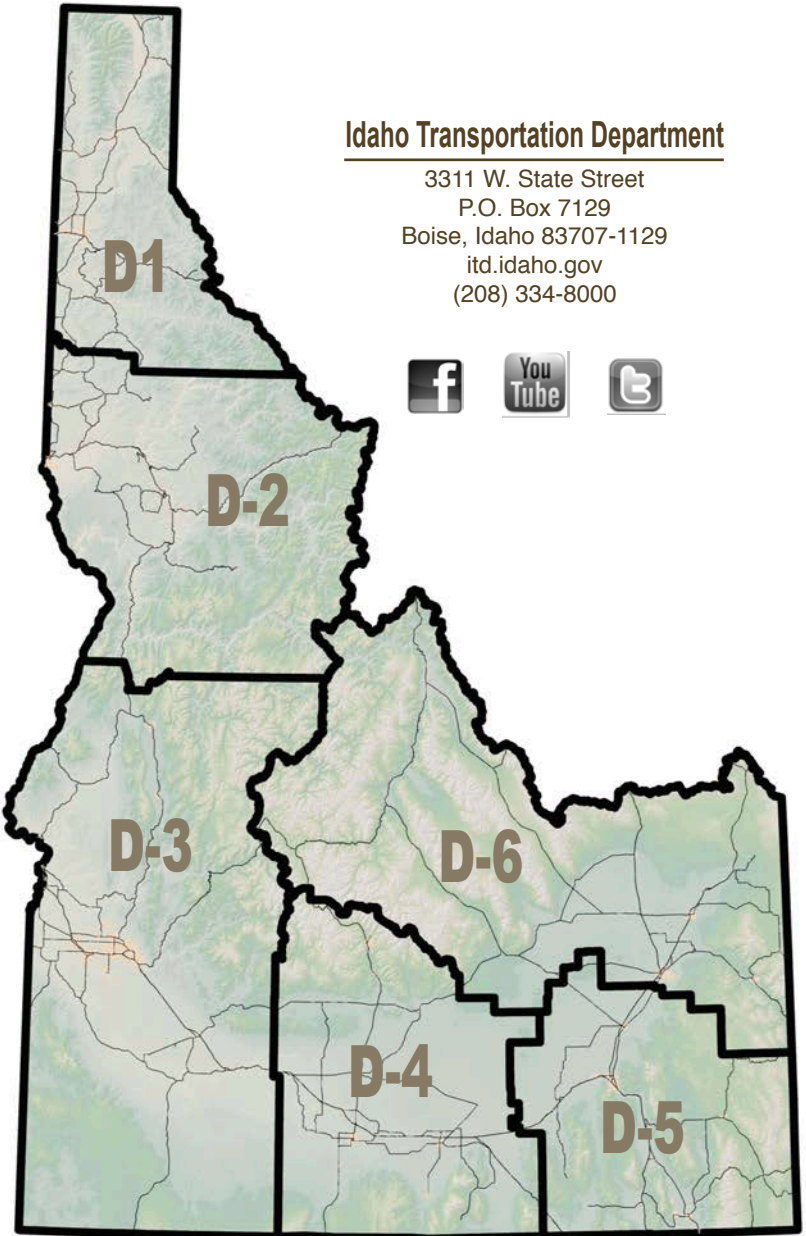 Idaho Transportation Department
3311 W. State Street
P.O. Box 7129
Boise, Idaho 83707-1129
itd.idaho.gov
(208) 334-8000
f
You
Tube
t
D1
D-2
D-3
D-6
D-4
D-5